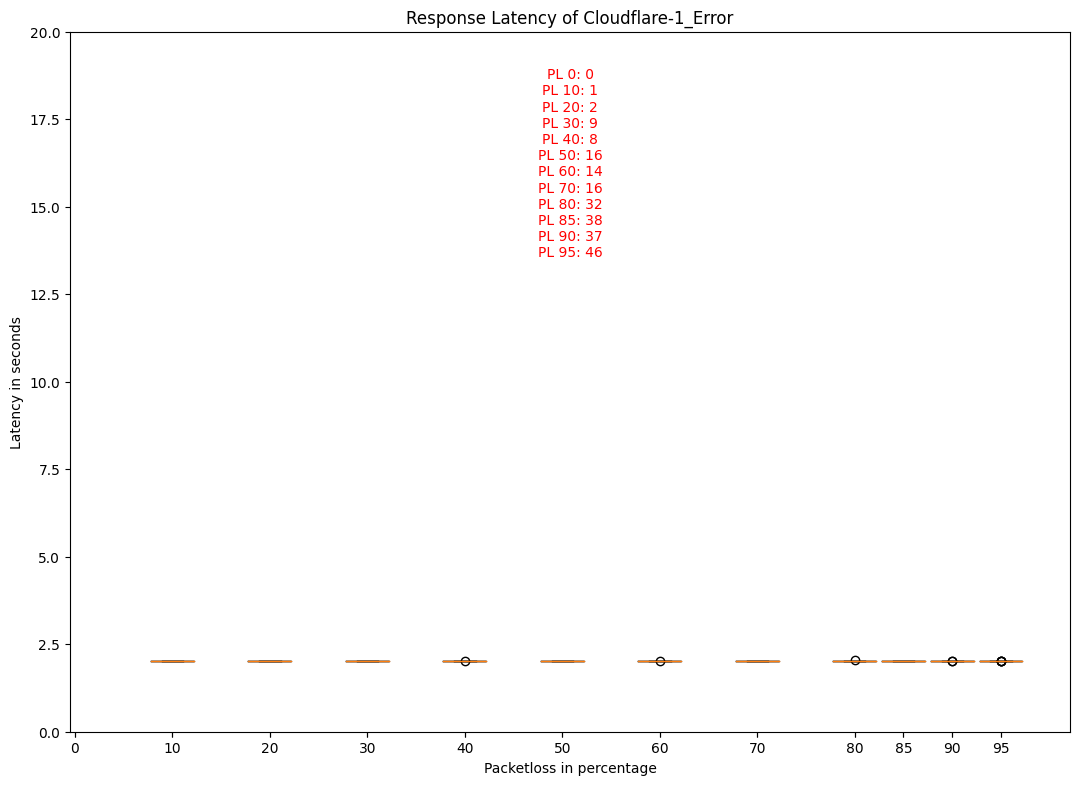 Response Latency of Cloudflare-1_Error
20.0
17.5
15.0
12.5
10.0
7.5
5.0
2.5
0.0
Latency in seconds
PL 0: 0
PL 10: 1
PL 20: 2
PL 30: 9
PL 40: 8
PL 50: 16
PL 60: 14
PL 70: 16
PL 80: 32
PL 85: 38
PL 90: 37
PL 95: 46
0 10 20 30 40 50 60 70 80 85 90 95
Packetloss in percentage